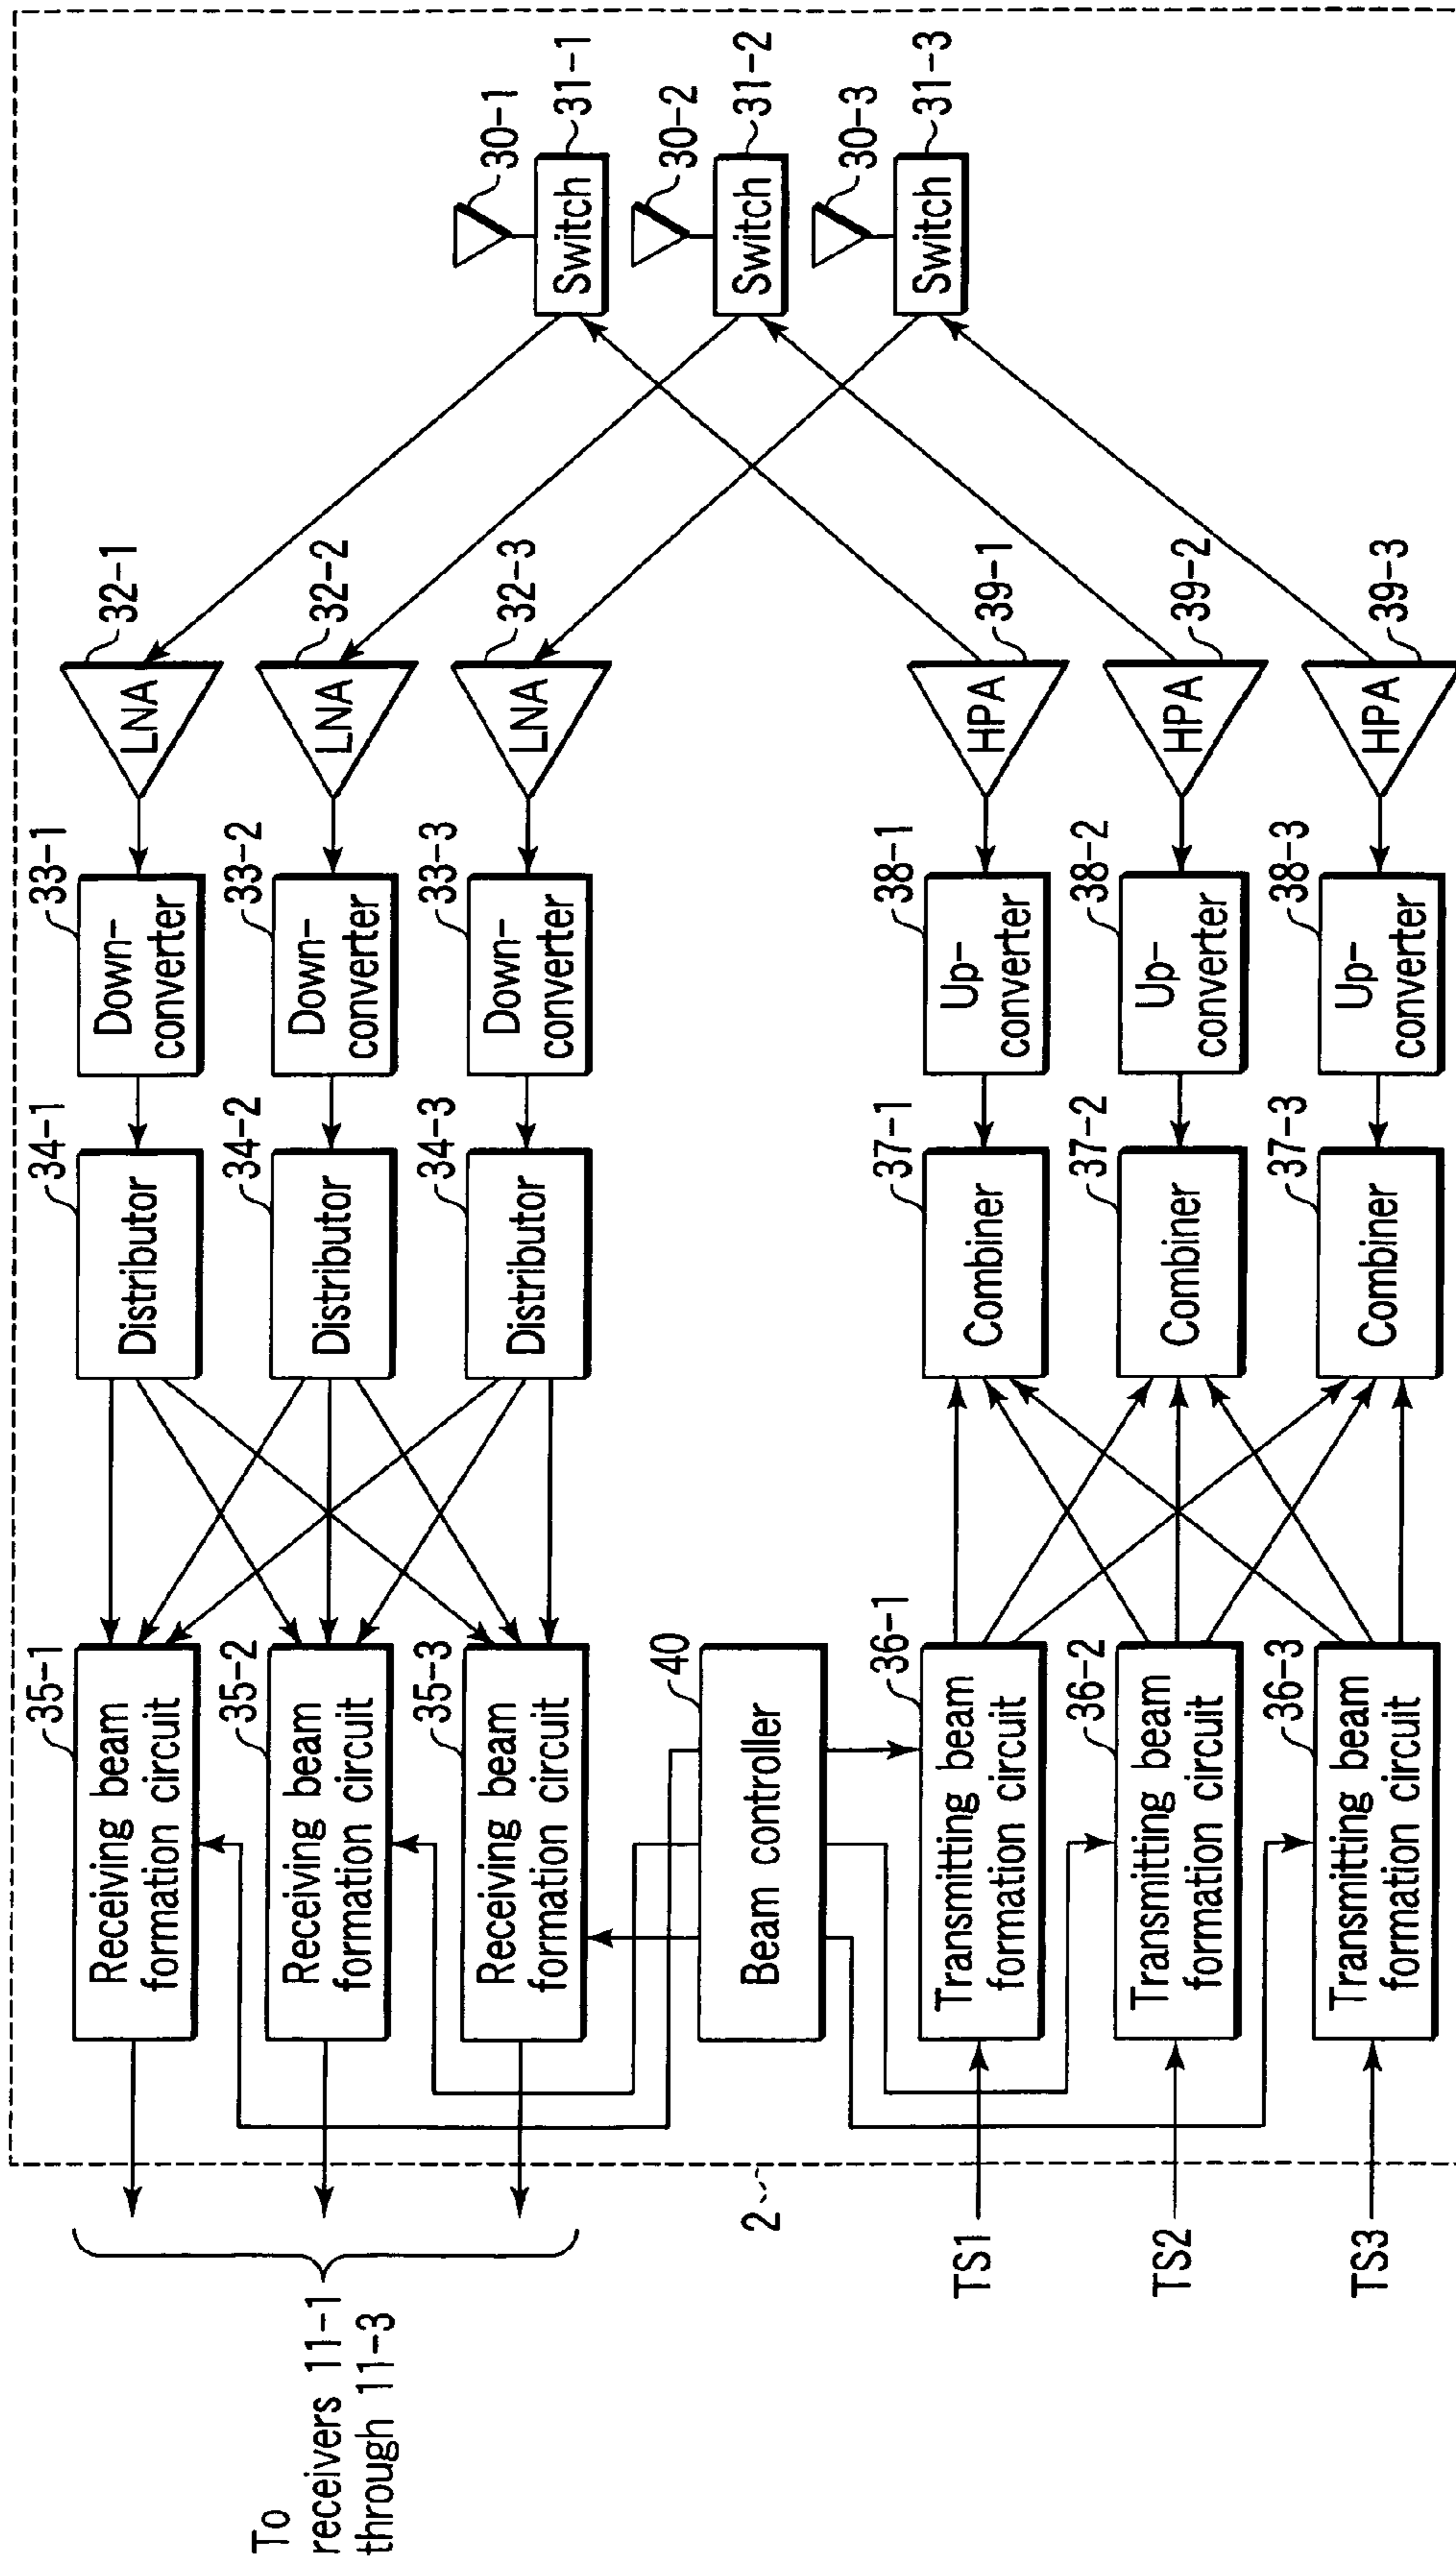 To
receivers 11-1
through 11-3
Receiving beam
formation circuit
35-1
Receiving beam
formation circuit
35-2
Receiving beam
formation circuit
35-3
Distributor
34-1
Distributor
34-2
Distributor
34-3
Down-
converter
33-1
Down-
converter
33-2
Down-
converter
33-3
LNA
32-1
LNA
32-2
LNA
32-3
30-1
Switch
31-1
30-2
Switch
31-2
30-3
Switch
31-3
2
Beam controller
40
TS1
TS2
TS3
Transmitting beam
formation circuit
36-1
Transmitting beam
formation circuit
36-2
Transmitting beam
formation circuit
36-3
Combiner
37-1
Combiner
37-2
Combiner
37-3
Up-
converter
38-1
Up-
converter
38-2
Up-
converter
38-3
HPA
39-1
HPA
39-2
HPA
39-3